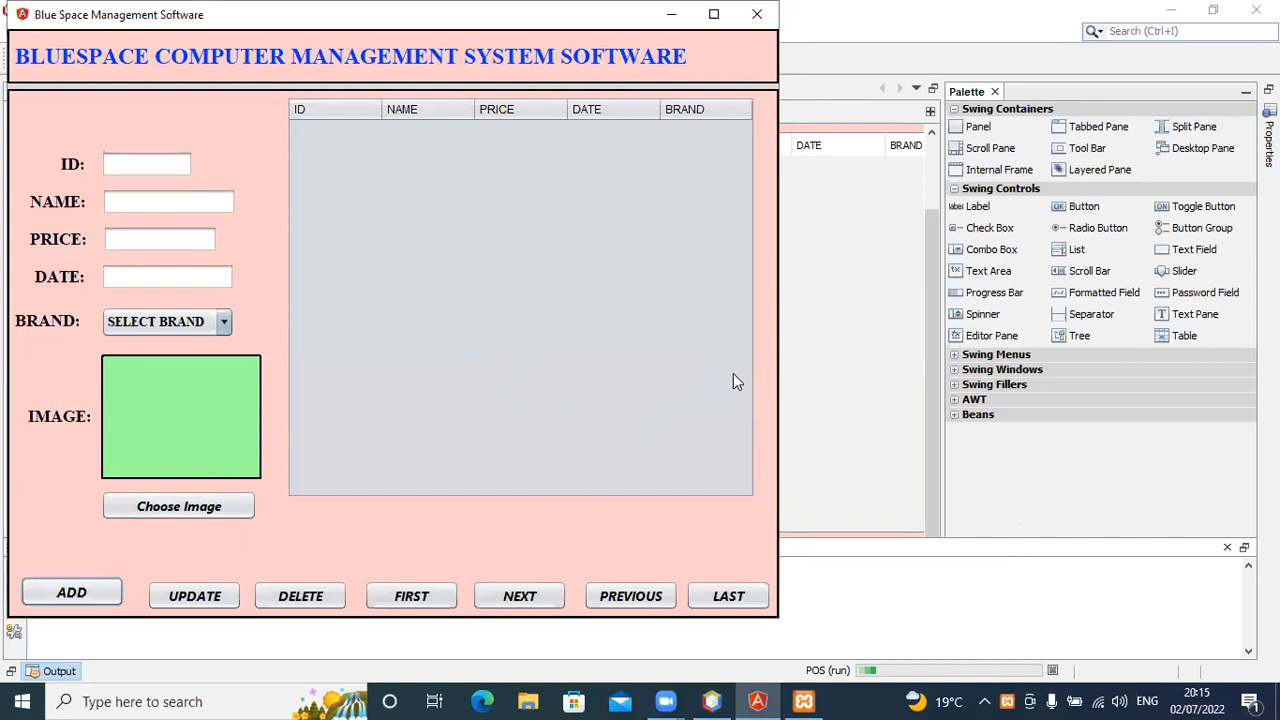 Blue Space Management Software
Search (Ctrl+I)
BLUESPACE COMPUTER MANAGEMENT SYSTEM SOFTWARE
ID NAME PRICE DATE BRAND
DATE BRAND
ID:
NAME:
PRICE:
DATE:
BRAND: SELECT BRAND
IMAGE:
Choose Image
ADD UPDATE DELETE FIRST NEXT PREVIOUS LAST
Palette
Swing Containers
Panel Tabbed Pane Split Pane
Scroll Pane Tool Bar Desktop Pane
Internal Frame Layered Pane
Swing Controls
label Label OK Button ON Toggle Button
Check Box Radio Button Button Group
Combo Box List Text Field
Text Area Scroll Bar Slider
Progress Bar Formatted Field Password Field
Spinner Separator Text Pane
Editor Pane Tree Table
Swing Menus
Swing Windows
Swing Fillers
AWT
Beans
Properties
Output
POS (run)
Type here to search
19°C
ENG
20:15
02/07/2022
1